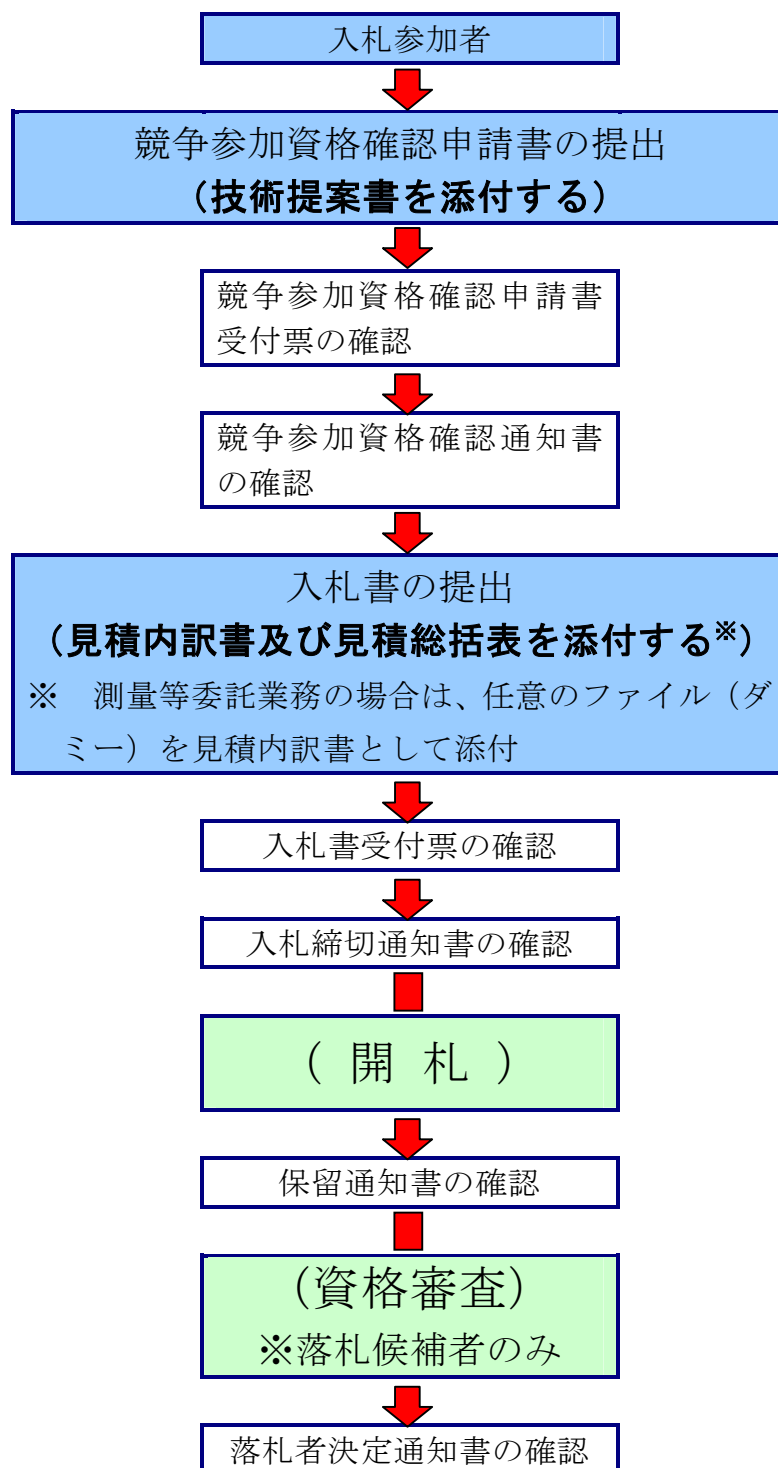 入札参加者
競争参加資格確認申請書の提出
（技術提案書を添付する）
競争参加資格確認申請書
受付票の確認
競争参加資格確認通知書
の確認
入札書の提出
（見積内訳書及び見積総括表を添付する※）
※　測量等委託業務の場合は、任意のファイル（ダ
ミー）を見積内訳書として添付
入札書受付票の確認
入札締切通知書の確認
（ 開 札 ）
保留通知書の確認
（資格審査）
※落札候補者のみ
落札者決定通知書の確認